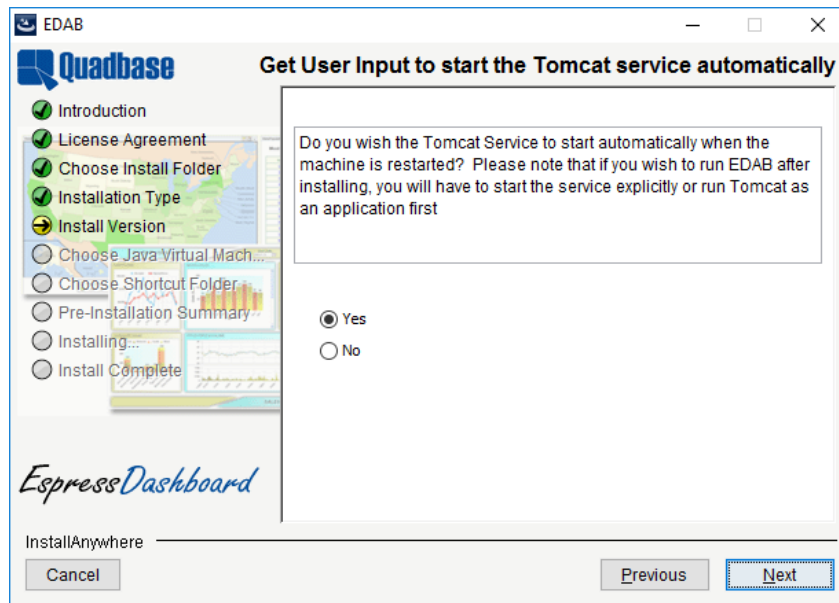 EDAB
Quadbase
Get User Input to start the Tomcat service automatically
Introduction
License Agreement
Choose Install Folder
Installation Type
Install Version
Choose Java Virtual Mach...
Choose Shortcut Folder
Pre-Installation Summary
Installing...
Install Complete
Do you wish the Tomcat Service to start automatically when the
machine is restarted?  Please note that if you wish to run EDAB after
installing, you will have to start the service explicitly or run Tomcat as
an application first
Yes
No
EspressDashboard
InstallAnywhere
Cancel
Previous
Next